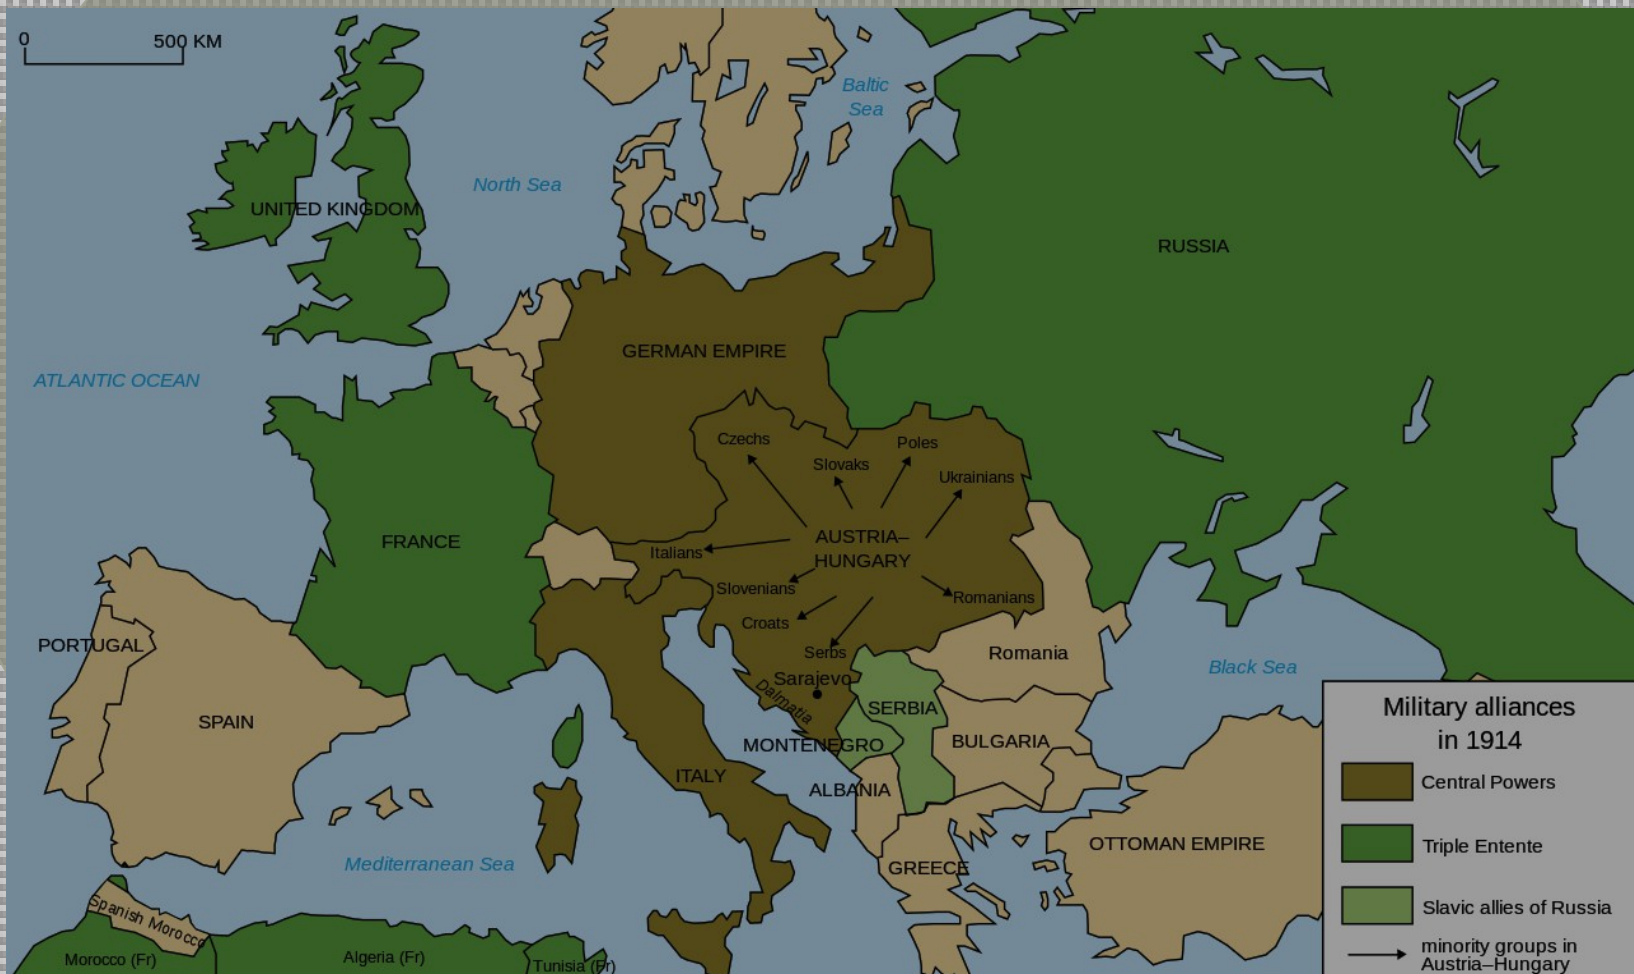 0 500 KM
Baltic
Sea
North Sea
UNITED KINGDOM
RUSSIA
GERMAN EMPIRE
ATLANTIC OCEAN
Czechs
Poles
Slovaks
Ukrainians
FRANCE
AUSTRIA–
HUNGARY
Italians
Slovenians
Romanians
Croats
PORTUGAL
Serbs
Romania
Black Sea
Sarajevo
Dalmatia
SERBIA
SPAIN
MONTENEGRO
BULGARIA
ITALY
ALBANIA
OTTOMAN EMPIRE
Mediterranean Sea
GREECE
Spanish Morocco
Morocco (Fr)
Algeria (Fr)
Tunisia (Fr)
Military alliances
in 1914
Central Powers
Triple Entente
Slavic allies of Russia
minority groups in
Austria–Hungary